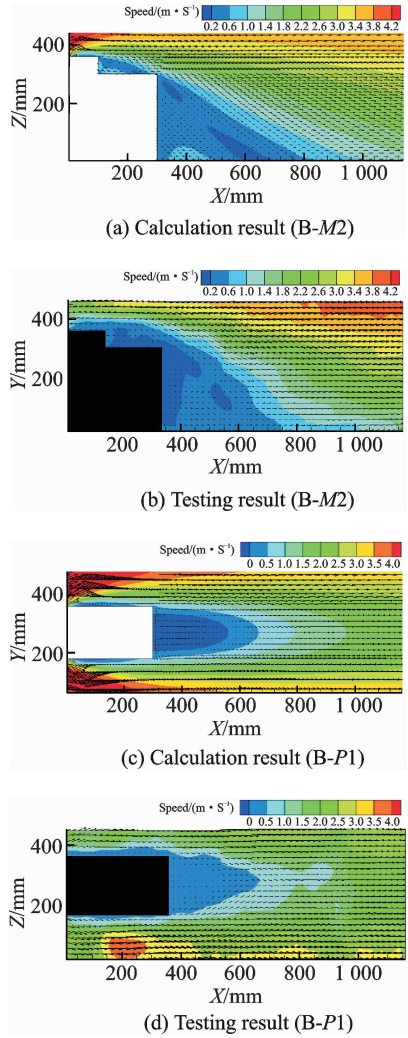 Speed/(m · S⁻¹)
0.2 0.6 1.0 1.4 1.8 2.2 2.6 3.0 3.4 3.8 4.2
400
200
Z/mm
200 400 600 800 1 000
X/mm
(a) Calculation result (B-M2)
Speed/(m · S⁻¹)
0.2 0.6 1.0 1.4 1.8 2.2 2.6 3.0 3.4 3.8 4.2
400
200
Y/mm
200 400 600 800 1 000
X/mm
(b) Testing result (B-M2)
Speed/(m · S⁻¹)
0 0.5 1.0 1.5 2.0 2.5 3.0 3.5 4.0
400
200
Y/mm
200 400 600 800 1 000
X/mm
(c) Calculation result (B-P1)
Speed/(m · S⁻¹)
0 0.5 1.0 1.5 2.0 2.5 3.0 3.5 4.0
400
200
Z/mm
200 400 600 800 1 000
X/mm
(d) Testing result (B-P1)